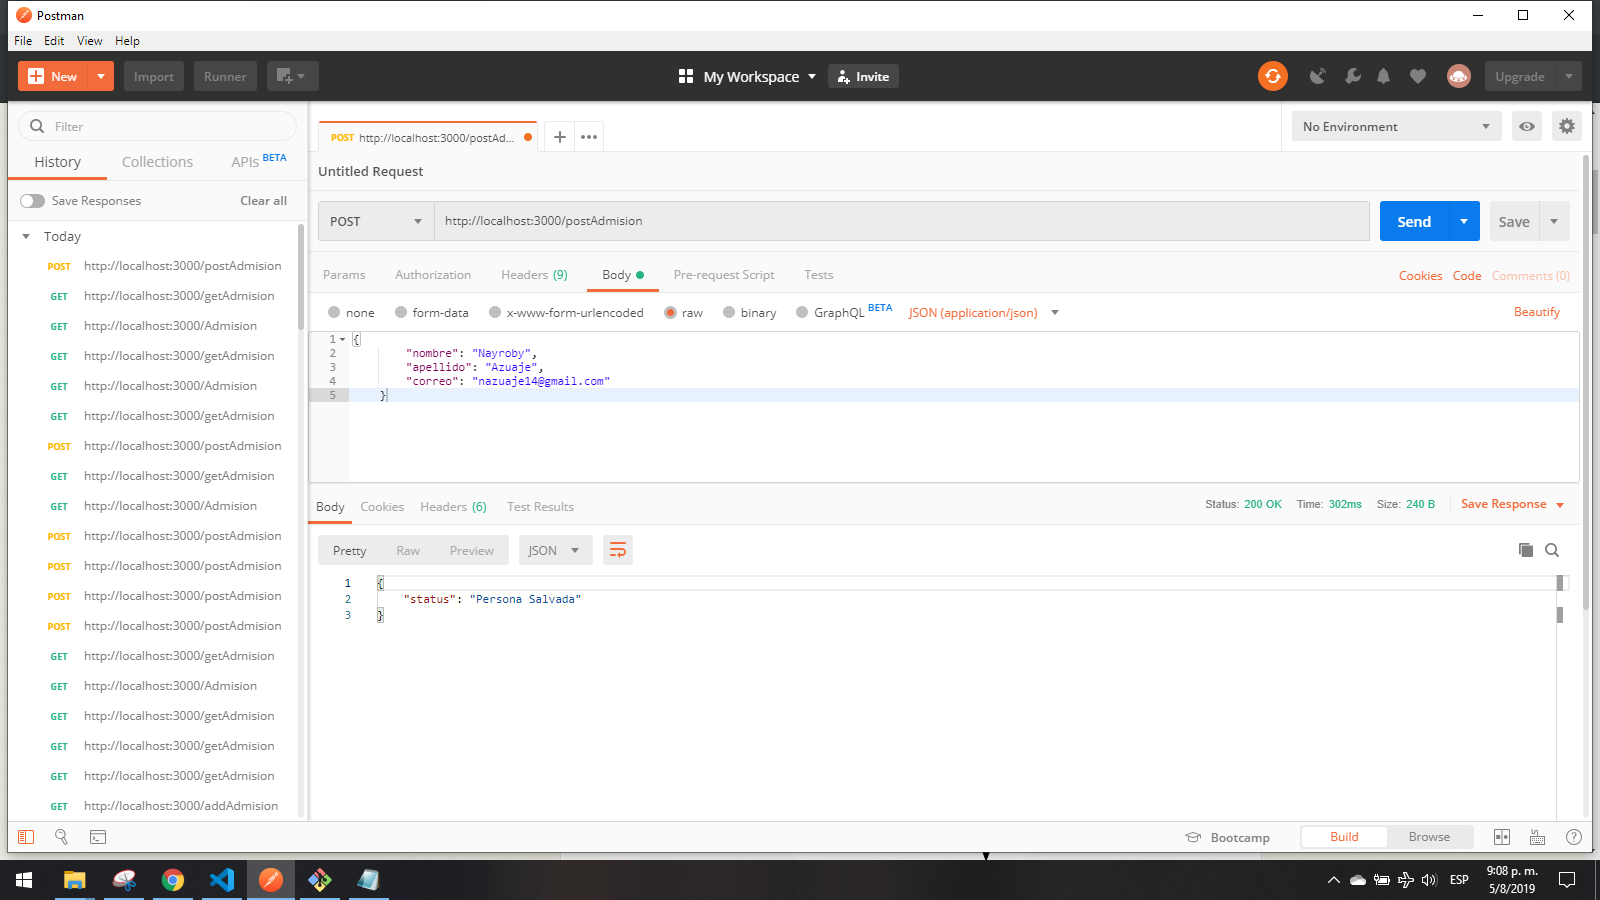 Postman
File Edit View Help
New Import Runner My Workspace Invite Upgrade
Filter
History Collections APIs BETA
Save Responses Clear all
Today
POST http://localhost:3000/postAdmision
GET http://localhost:3000/getAdmision
GET http://localhost:3000/Admision
GET http://localhost:3000/getAdmision
GET http://localhost:3000/Admision
GET http://localhost:3000/getAdmision
POST http://localhost:3000/postAdmision
GET http://localhost:3000/getAdmision
GET http://localhost:3000/Admision
POST http://localhost:3000/postAdmision
POST http://localhost:3000/postAdmision
POST http://localhost:3000/postAdmision
POST http://localhost:3000/postAdmision
GET http://localhost:3000/getAdmision
GET http://localhost:3000/Admision
GET http://localhost:3000/getAdmision
GET http://localhost:3000/getAdmision
GET http://localhost:3000/getAdmision
GET http://localhost:3000/addAdmision
POST http://localhost:3000/postAd...
No Environment
Untitled Request
POST http://localhost:3000/postAdmision Send Save
Params Authorization Headers (9) Body Pre-request Script Tests Cookies Code Comments (0)
none form-data x-www-form-urlencoded raw binary GraphQL BETA JSON (application/json) Beautify
1 {
2 "nombre": "Nayroby",
3 "apellido": "Azuaje",
4 "correo": "nazuaje14@gmail.com"
5 }
Body Cookies Headers (6) Test Results Status: 200 OK Time: 302ms Size: 240 B Save Response
Pretty Raw Preview JSON
1 {
2 "status": "Persona Salvada"
3 }
Bootcamp Build Browse
ESP 9:08 p. m.
5/8/2019